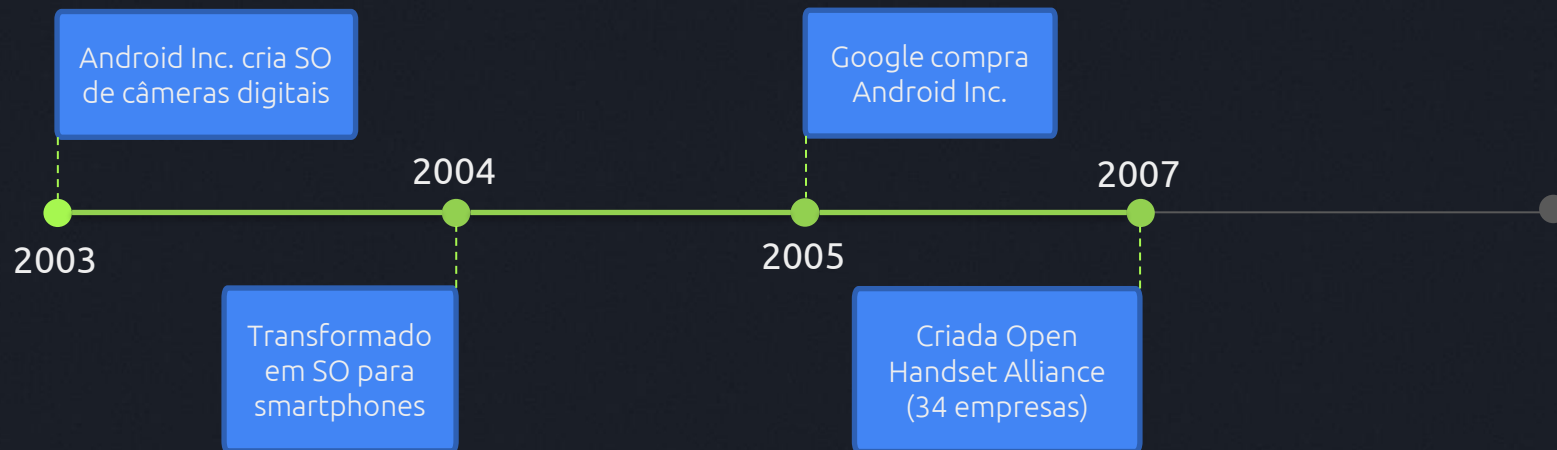 Android Inc. cria SO
de câmeras digitais
2003
2004
Transformado
em SO para
smartphones
Google compra
Android Inc.
2005
2007
Criada Open
Handset Alliance
(34 empresas)